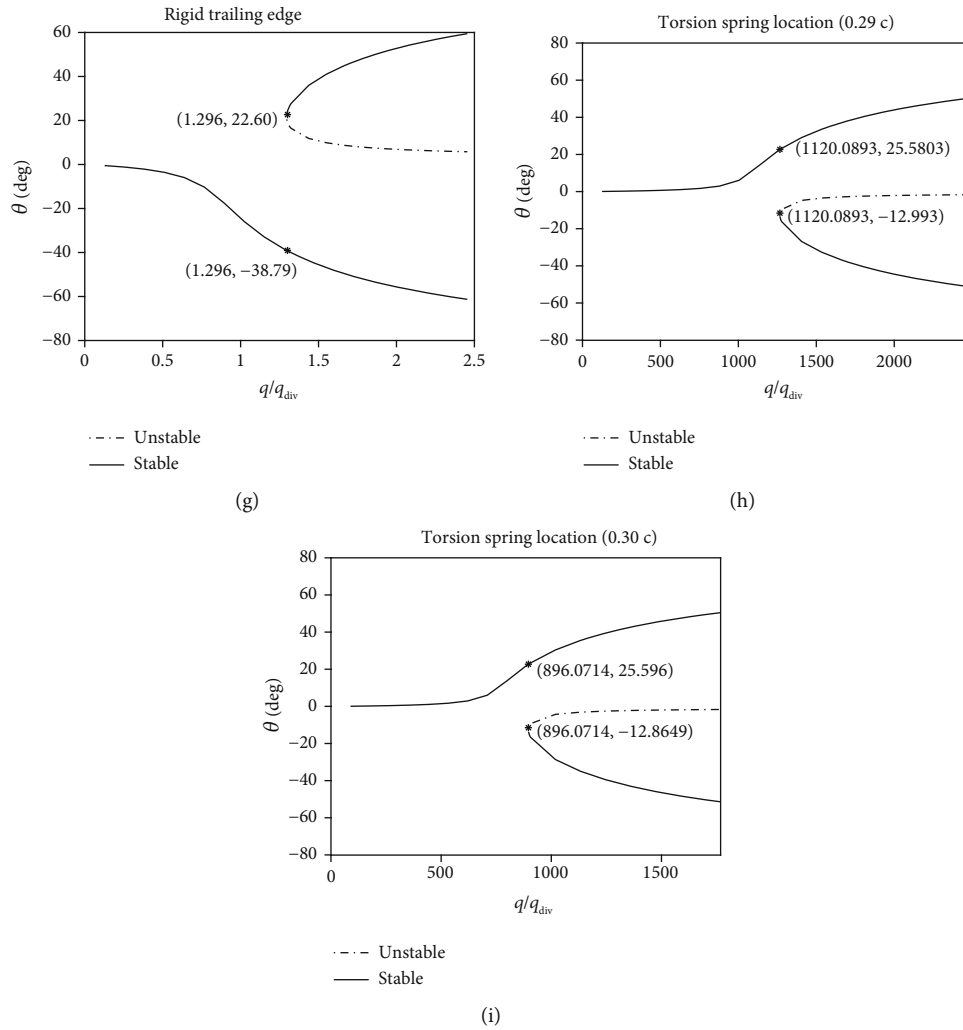 Rigid trailing edge
60
40
20
0
−20
−40
−60
−80
θ (deg)
(1.296, 22.60)
(1.296, −38.79)
0
0.5
1
1.5
2
2.5
q/q_div
Unstable
Stable
(g)
Torsion spring location (0.29 c)
80
60
40
20
0
−20
−40
−60
−80
θ (deg)
(1120.0893, 25.5803)
(1120.0893, −12.993)
0
500
1000
1500
2000
q/q_div
Unstable
Stable
(h)
Torsion spring location (0.30 c)
80
60
40
20
0
−20
−40
−60
−80
θ (deg)
(896.0714, 25.596)
(896.0714, −12.8649)
0
500
1000
1500
q/q_div
Unstable
Stable
(i)